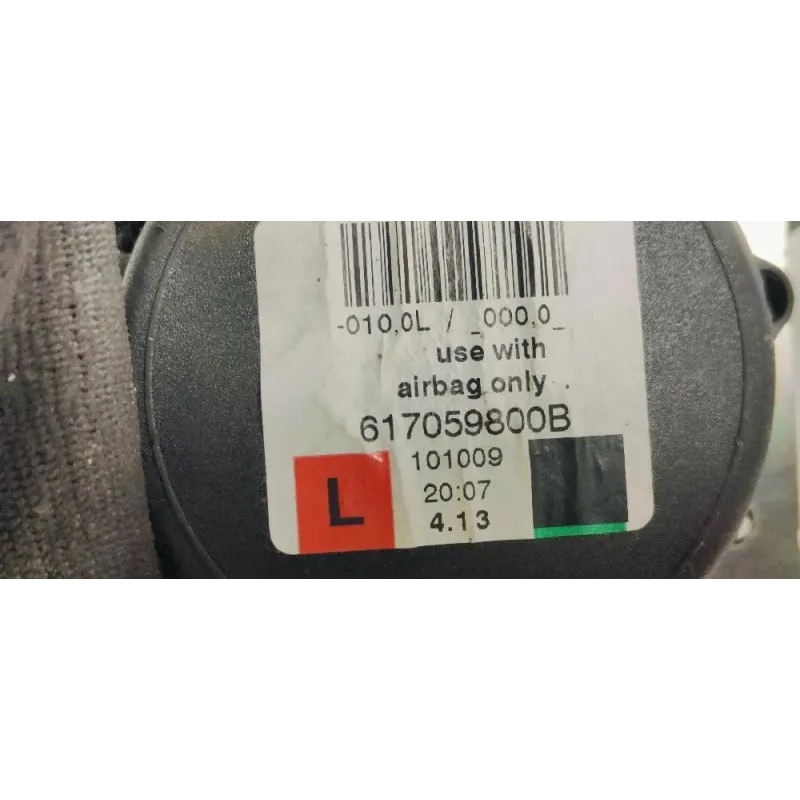 -010,0L / _000,0_
use with
airbag only .
617059800B
101009
L
20:07
4.13